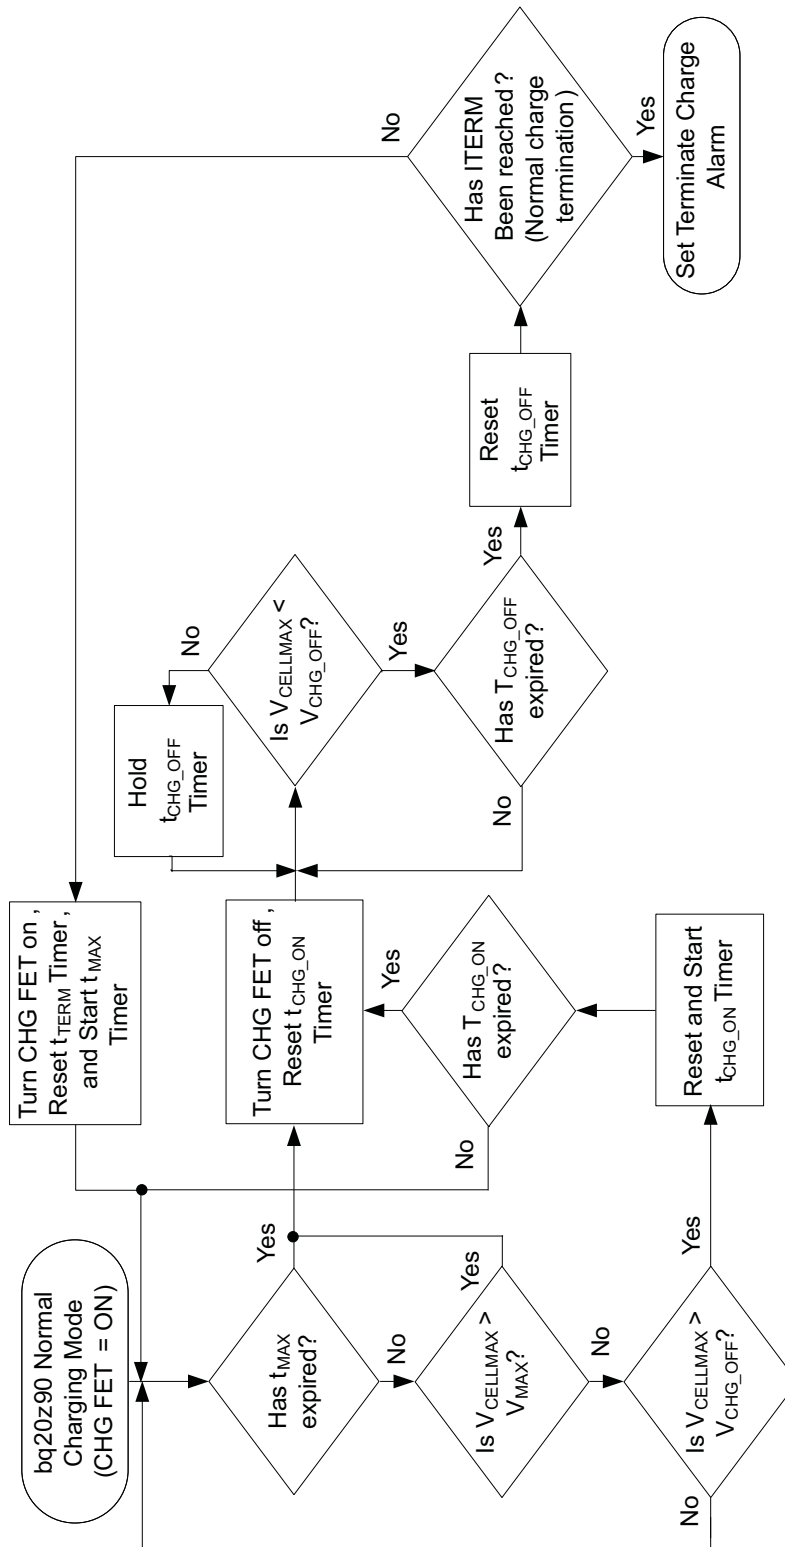 bq20z90 Normal
Charging Mode
(CHG FET = ON)
Has tMAX
expired?
Yes
No
Is VCELLMAX >
VMAX?
Yes
No
Is VCELLMAX >
VCHG_OFF?
No
Yes
Turn CHG FET on ,
Reset tTERM Timer ,
and Start tMAX
Timer
Turn CHG FET off ,
Reset tCHG_ON
Timer
Yes
Has TCHG_ON
expired?
No
Reset and Start
tCHG_ON Timer
Hold
tCHG_OFF
Timer
No
Is VCELLMAX <
VCHG_OFF?
Yes
Has TCHG_OFF
expired?
No
Yes
Reset
tCHG_OFF
Timer
No
Has ITERM
Been reached ?
(Normal charge
termination )
Yes
Set Terminate Charge
Alarm